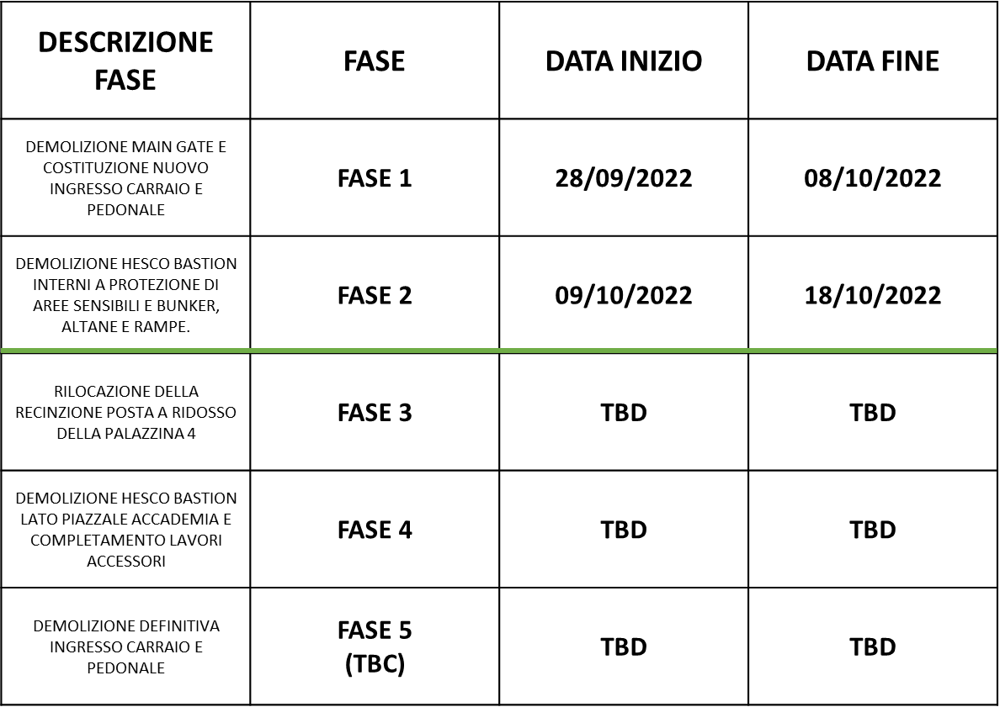 DESCRIZIONE
FASE
FASE
DATA INIZIO
DATA FINE
DEMOLIZIONE MAIN GATE E
COSTITUZIONE NUOVO
INGRESSO CARRAIO E
PEDONALE
FASE 1
28/09/2022
08/10/2022
DEMOLIZIONE HESCO BASTION
INTERNI A PROTEZIONE DI
AREE SENSIBILI E BUNKER,
ALTANE E RAMPE.
FASE 2
09/10/2022
18/10/2022
RILOCAZIONE DELLA
RECINZIONE POSTA A RIDOSSO
DELLA PALAZZINA 4
FASE 3
TBD
TBD
DEMOLIZIONE HESCO BASTION
LATO PIAZZALE ACCADEMIA E
COMPLETAMENTO LAVORI
ACCESSORI
FASE 4
TBD
TBD
DEMOLIZIONE DEFINITIVA
INGRESSO CARRAIO E
PEDONALE
FASE 5
(TBC)
TBD
TBD